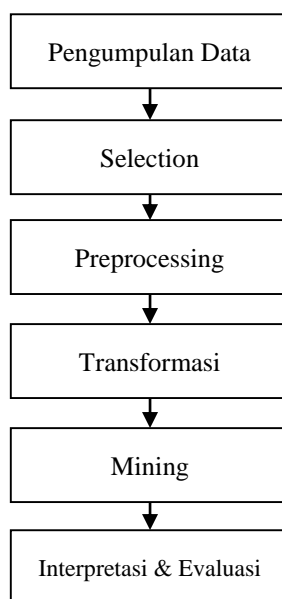 Pengumpulan Data
Selection
Preprocessing
Transformasi
Mining
Interpretasi & Evaluasi